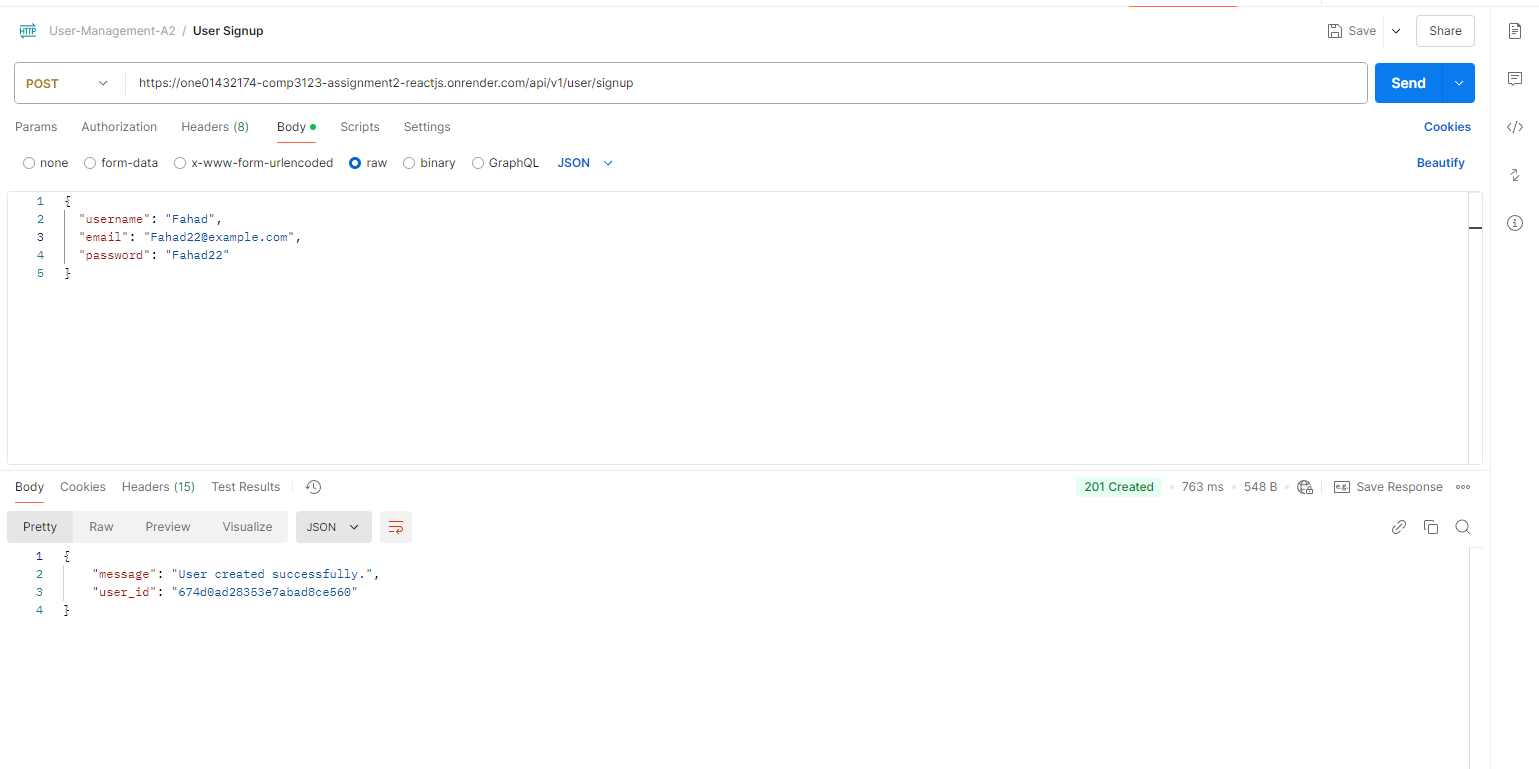 HTTP User-Management-A2 / User Signup Save Share
POST https://one01432174-comp3123-assignment2-reactjs.onrender.com/api/v1/user/signup Send
Params Authorization Headers (8) Body Scripts Settings Cookies
none form-data x-www-form-urlencoded raw binary GraphQL JSON Beautify
1 {
2 "username": "Fahad",
3 "email": "Fahad22@example.com",
4 "password": "Fahad22"
5 }
Body Cookies Headers (15) Test Results 201 Created 763 ms 548 B e.g. Save Response
Pretty Raw Preview Visualize JSON
1 {
2 "message": "User created successfully.",
3 "user_id": "674d0ad28353e7abad8ce560"
4 }